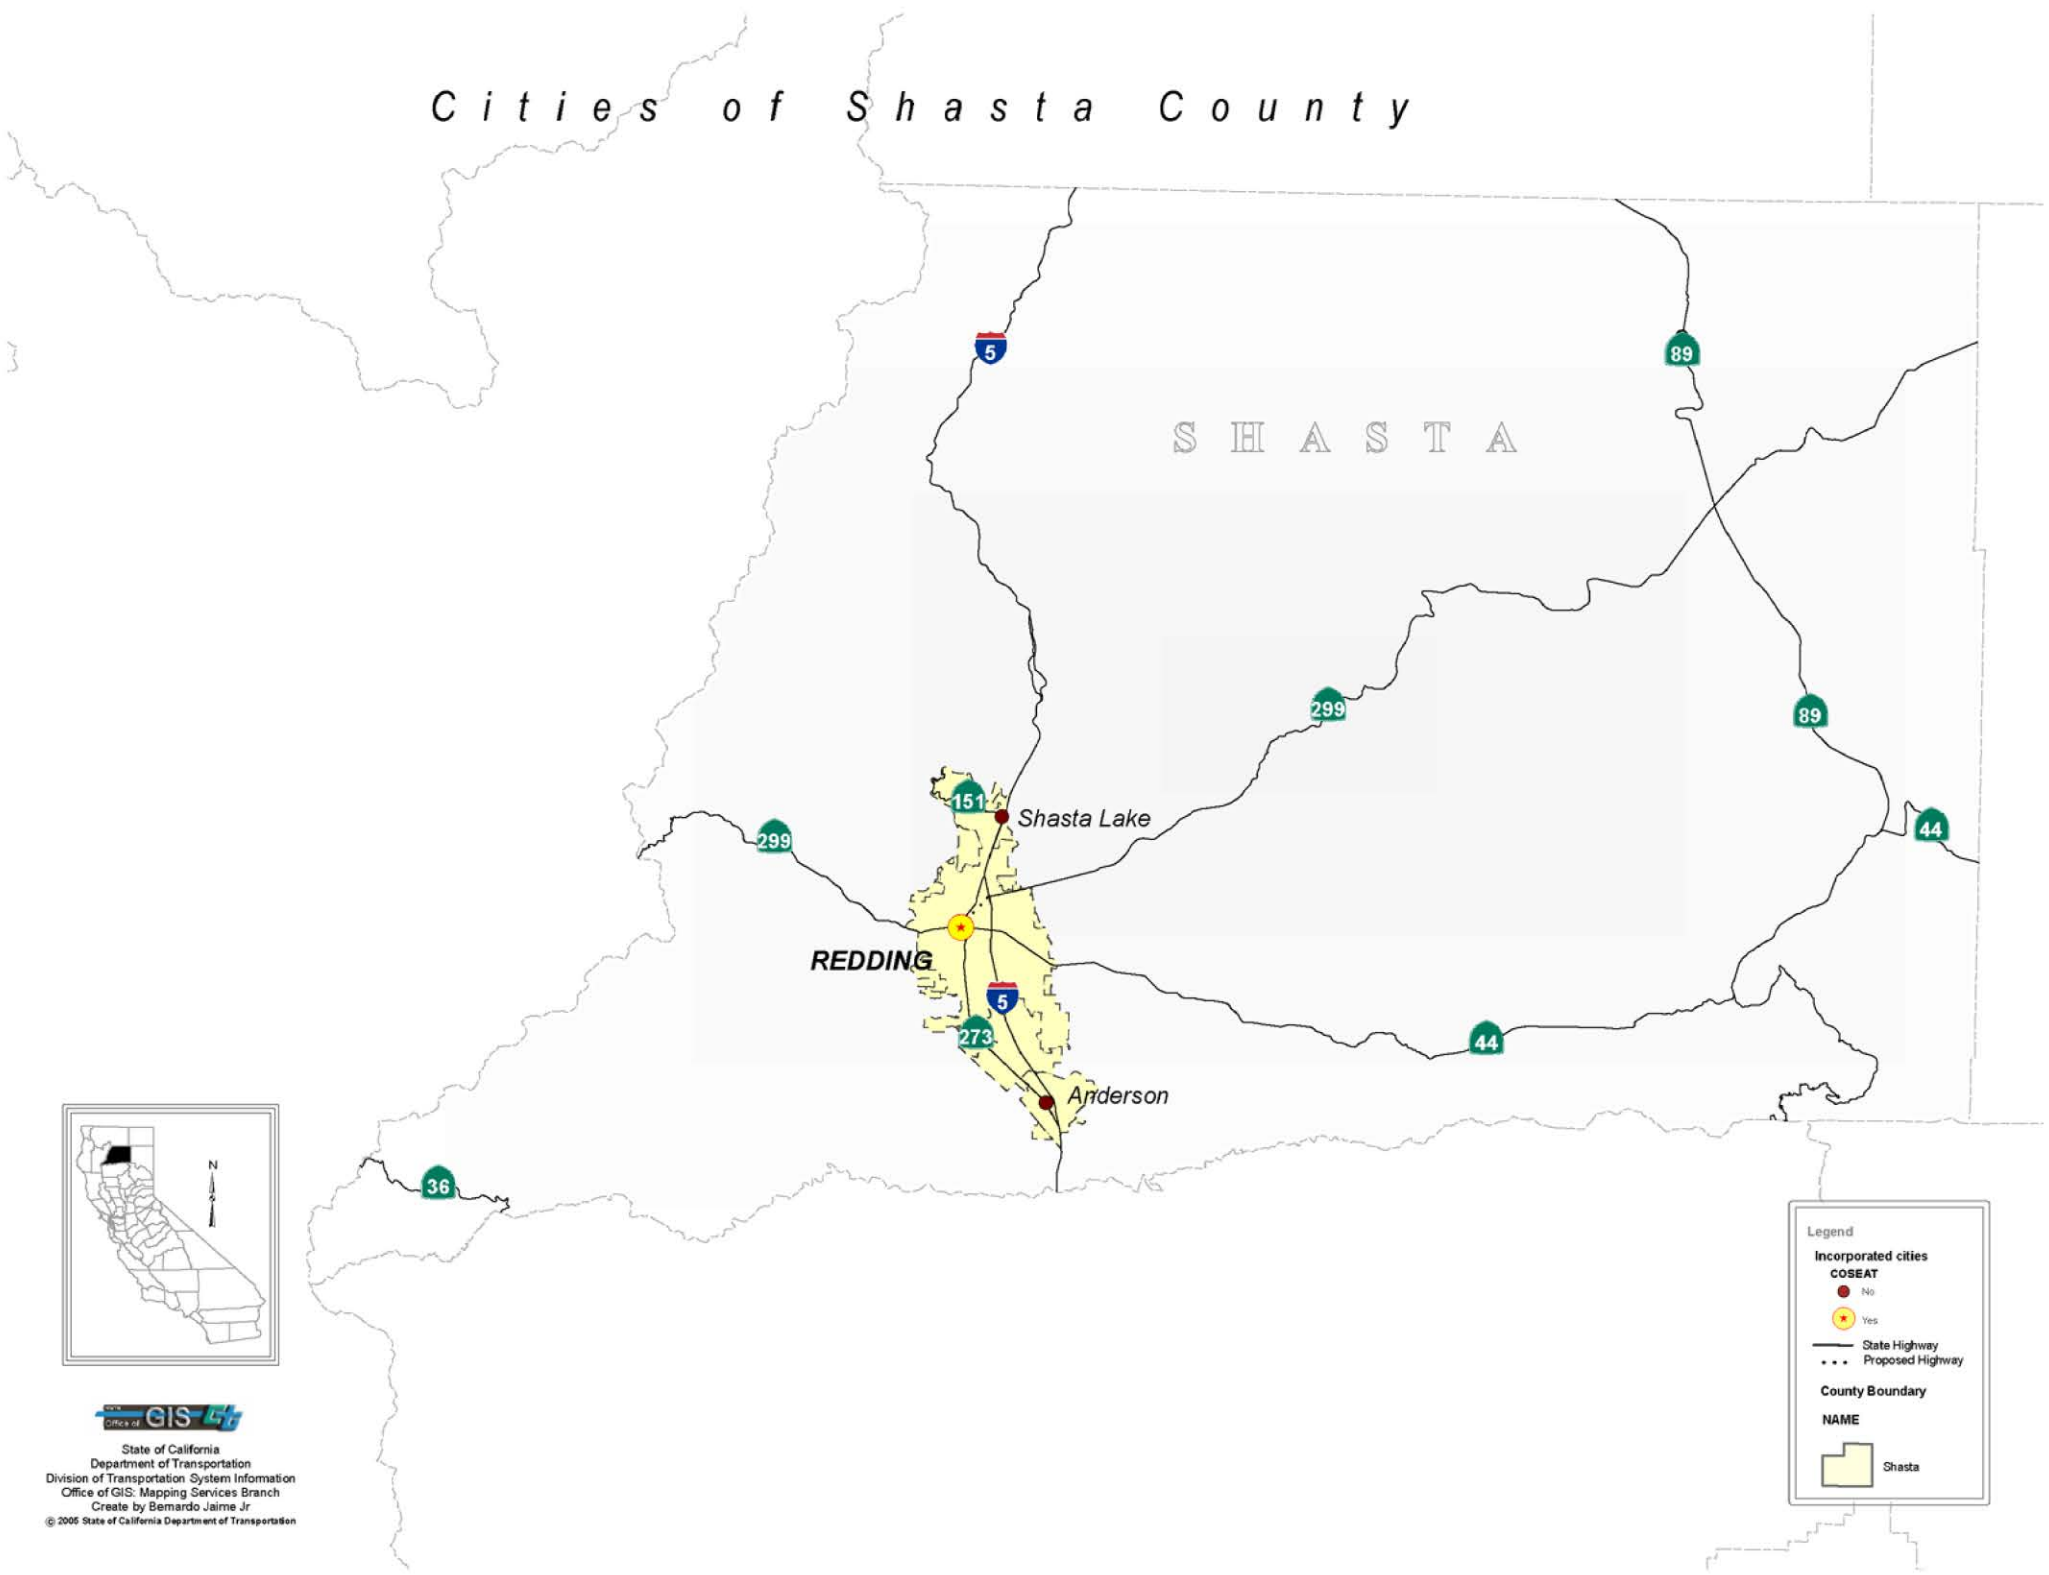 Cities of Shasta County
5
89
SHASTA
299
89
151
Shasta Lake
299
44
REDDING
5
273
44
Anderson
36
N
Office of GIS
State of California
Department of Transportation
Division of Transportation System Information
Office of GIS: Mapping Services Branch
Create by Bernardo Jaime Jr
© 2005 State of California Department of Transportation
Legend
Incorporated cities
COSEAT
No
Yes
State Highway
Proposed Highway
County Boundary
NAME
Shasta